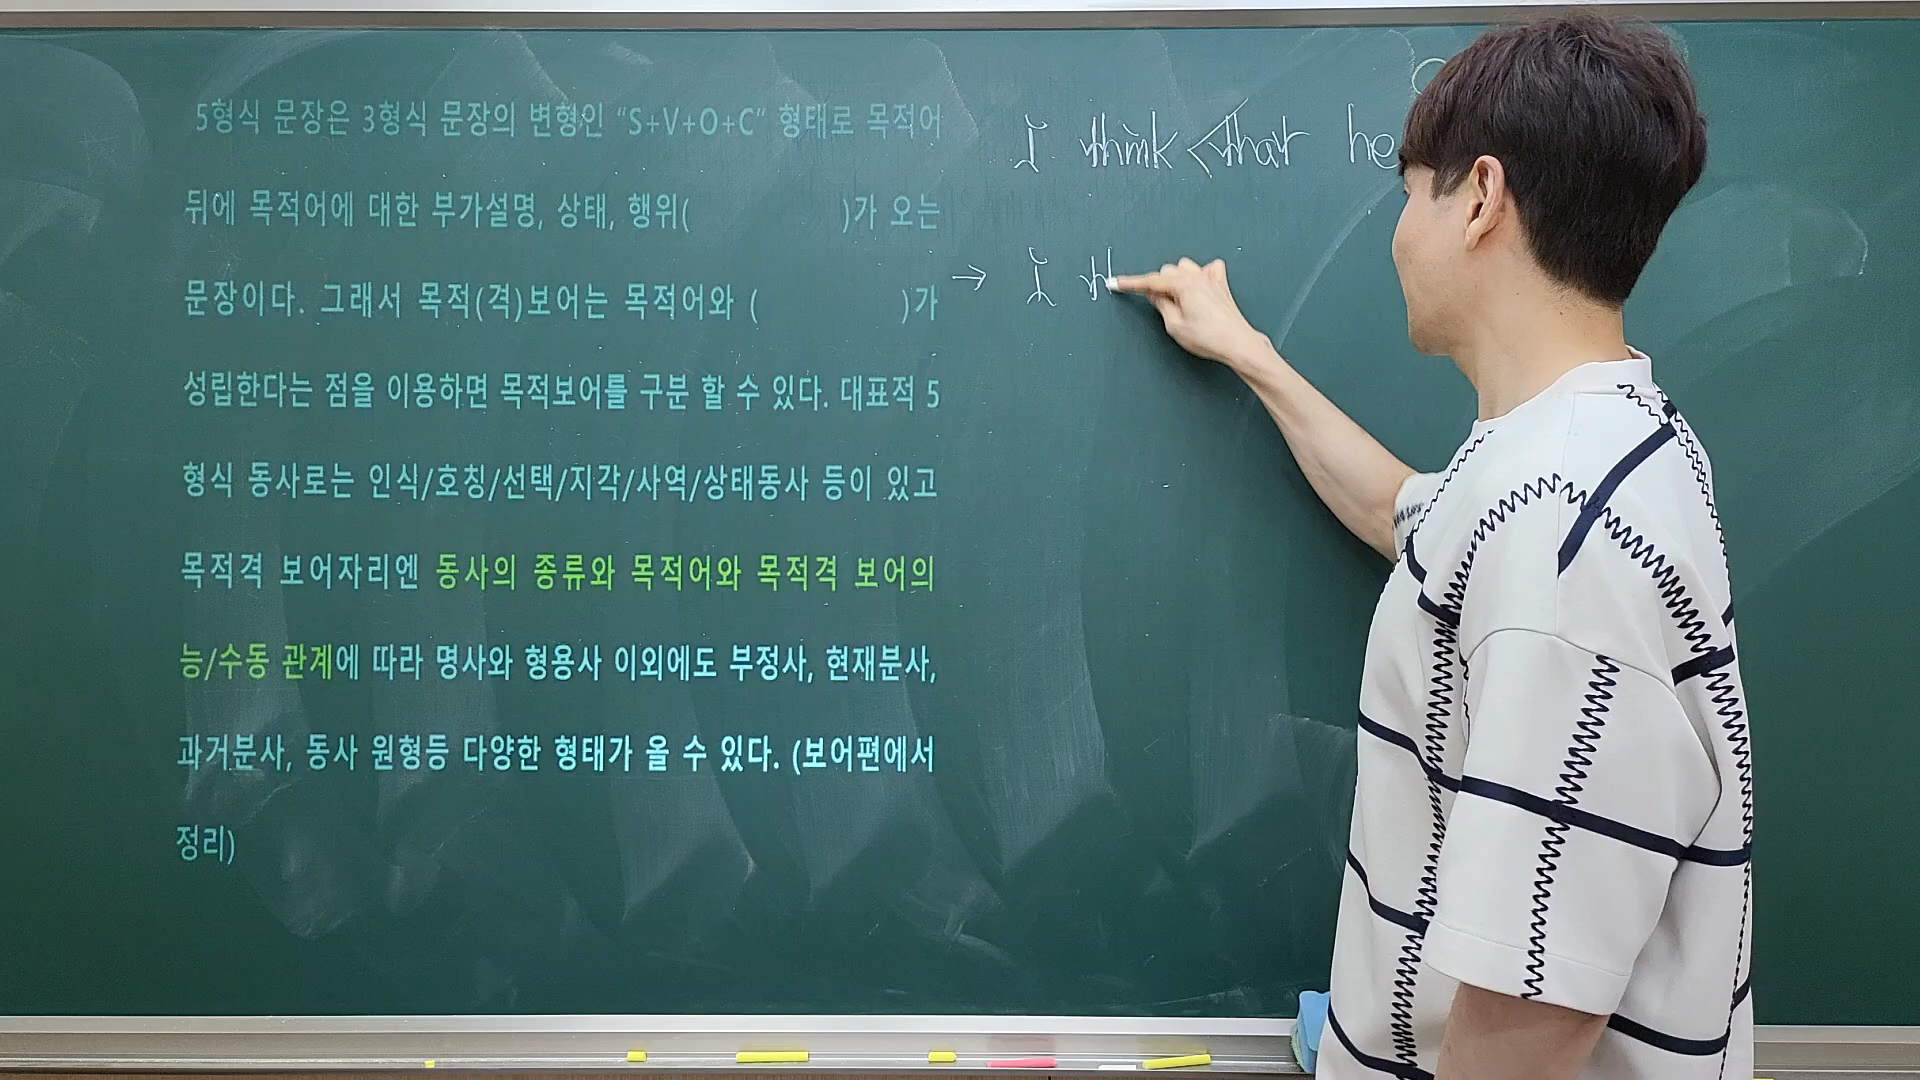 5형식 문장은 3형식 문장의 변형인 “S+V+O+C” 형태로 목적어
뒤에 목적어에 대한 부가설명, 상태, 행위( )가 오는
문장이다. 그래서 목적(격)보어는 목적어와 ( )가
성립한다는 점을 이용하면 목적보어를 구분 할 수 있다. 대표적 5
형식 동사로는 인식/호칭/선택/지각/사역/상태동사 등이 있고
목적격 보어자리엔 동사의 종류와 목적어와 목적격 보어의
능/수동 관계에 따라 명사와 형용사 이외에도 부정사, 현재분사,
과거분사, 동사 원형등 다양한 형태가 올 수 있다. (보어편에서
정리)
I think <that he
→ I th